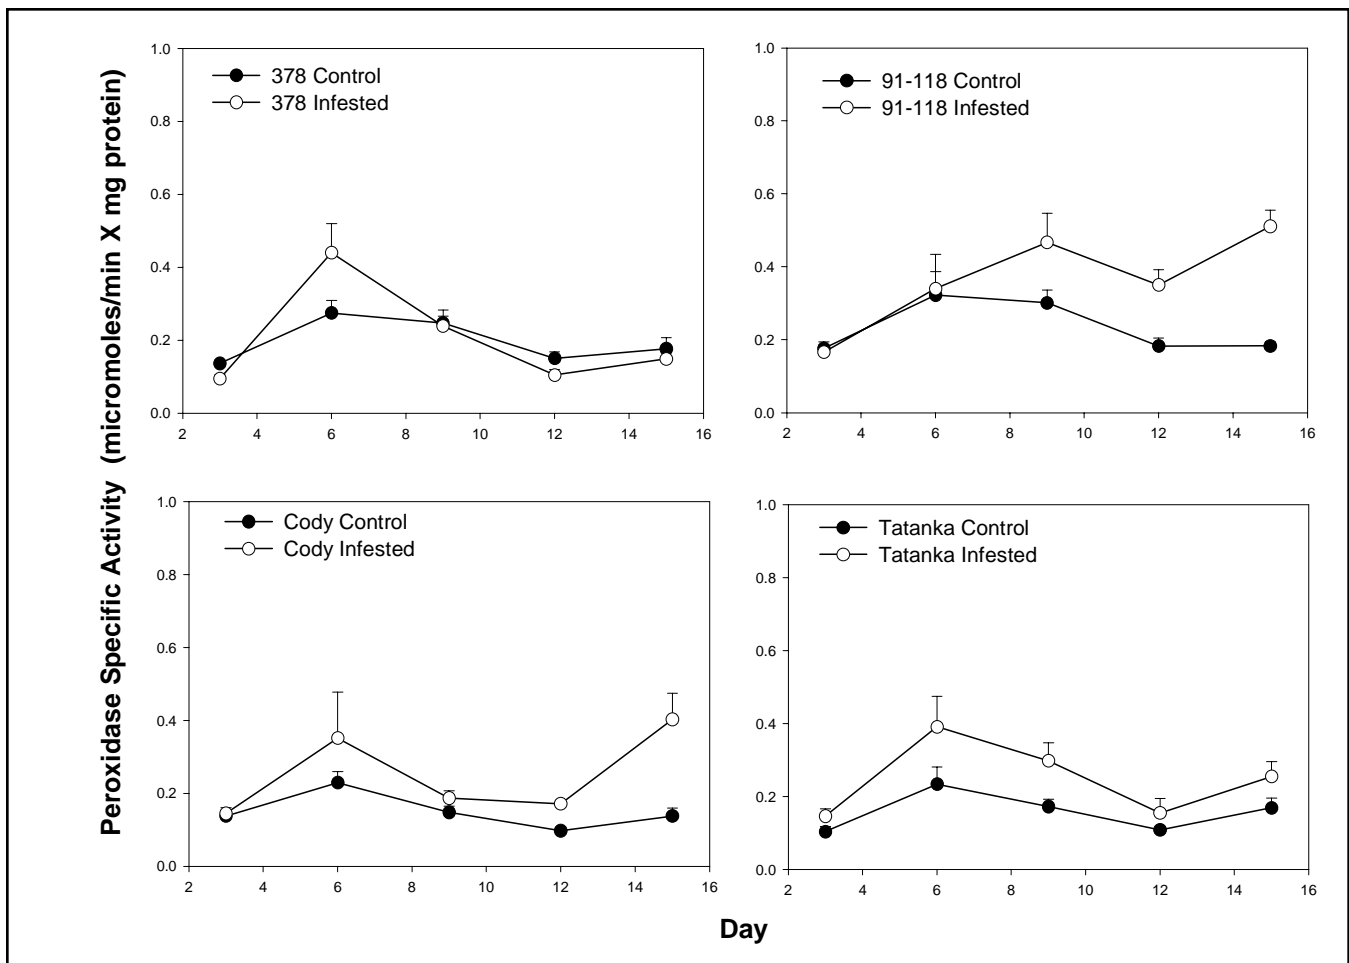 Peroxidase Specific Activity (micromoles/min X mg protein)
1.0
0.8
0.6
0.4
0.2
0.0
2 4 6 8 10 12 14 16
378 Control
378 Infested
1.0
0.8
0.6
0.4
0.2
0.0
2 4 6 8 10 12 14 16
91-118 Control
91-118 Infested
1.0
0.8
0.6
0.4
0.2
0.0
2 4 6 8 10 12 14 16
Cody Control
Cody Infested
1.0
0.8
0.6
0.4
0.2
0.0
2 4 6 8 10 12 14 16
Tatanka Control
Tatanka Infested
Day